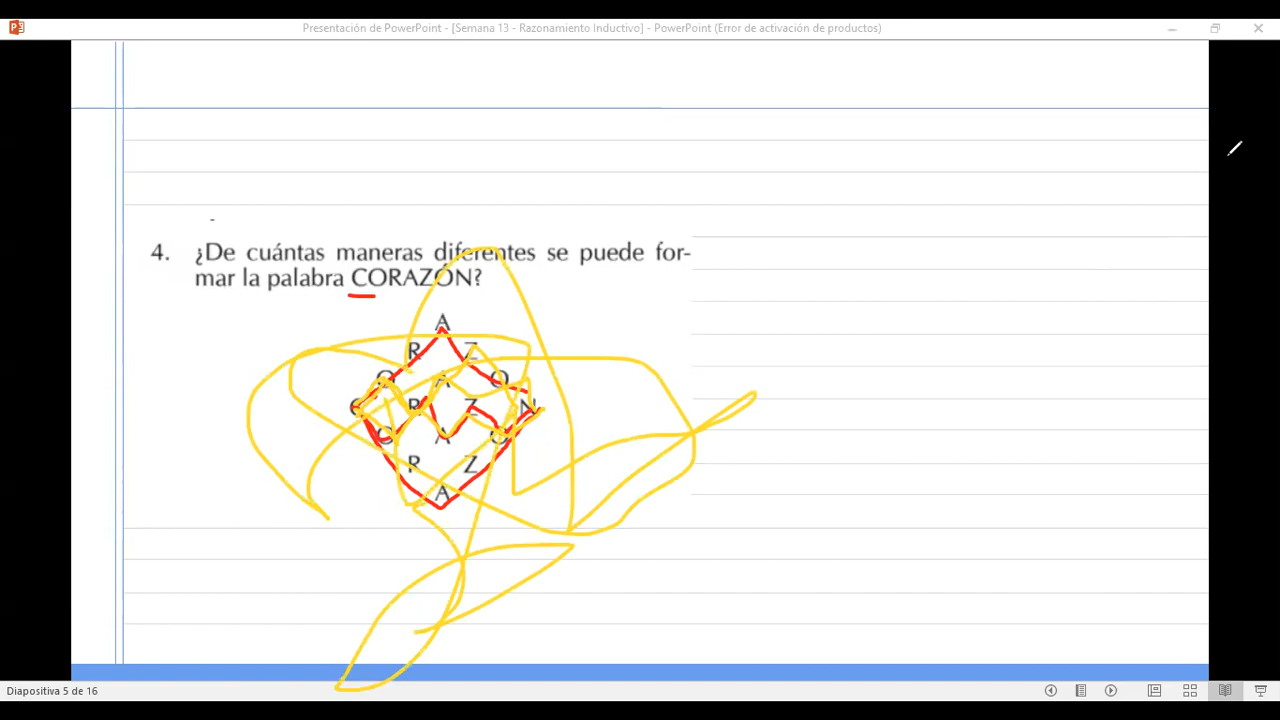 Presentación de PowerPoint - [Semana 13 - Razonamiento Inductivo] - PowerPoint (Error de activación de productos)
4. ¿De cuántas maneras diferentes se puede for-
mar la palabra CORAZÓN?
A
R Z
O A O
C R Z N
O A O
R Z
A
Diapositiva 5 de 16